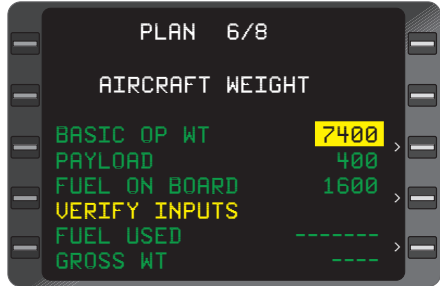 PLAN 6/8
AIRCRAFT WEIGHT
BASIC OP WT 7400 >
PAYLOAD 400
FUEL ON BOARD 1600 >
VERIFY INPUTS
FUEL USED ------- >
GROSS WT ----